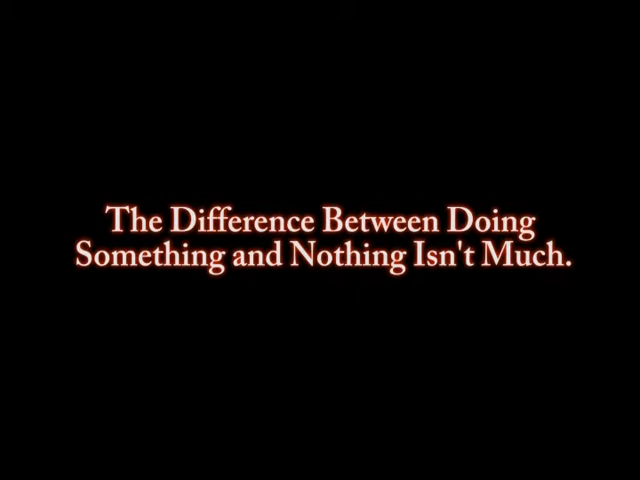 The Difference Between Doing
Something and Nothing Isn't Much.